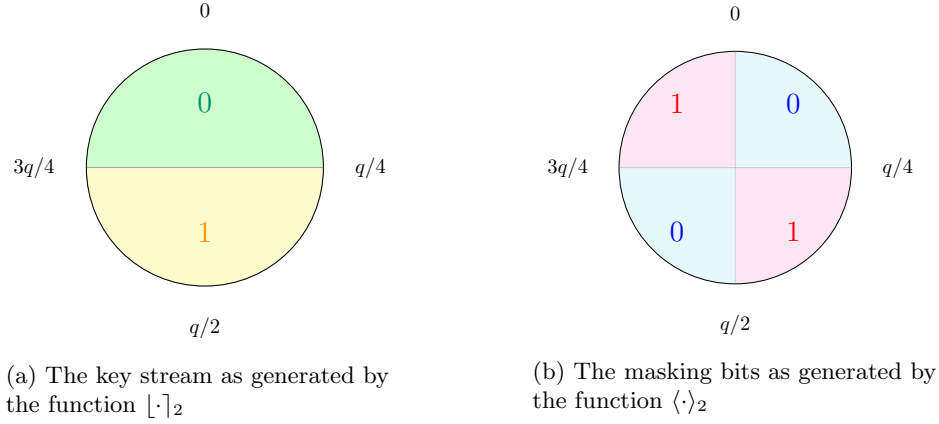 0
0
3q/4
q/4
1
q/2
(a) The key stream as generated by
the function ⌊·⌉₂
0
1
0
3q/4
q/4
0
1
q/2
(b) The masking bits as generated by
the function ⟨·⟩₂